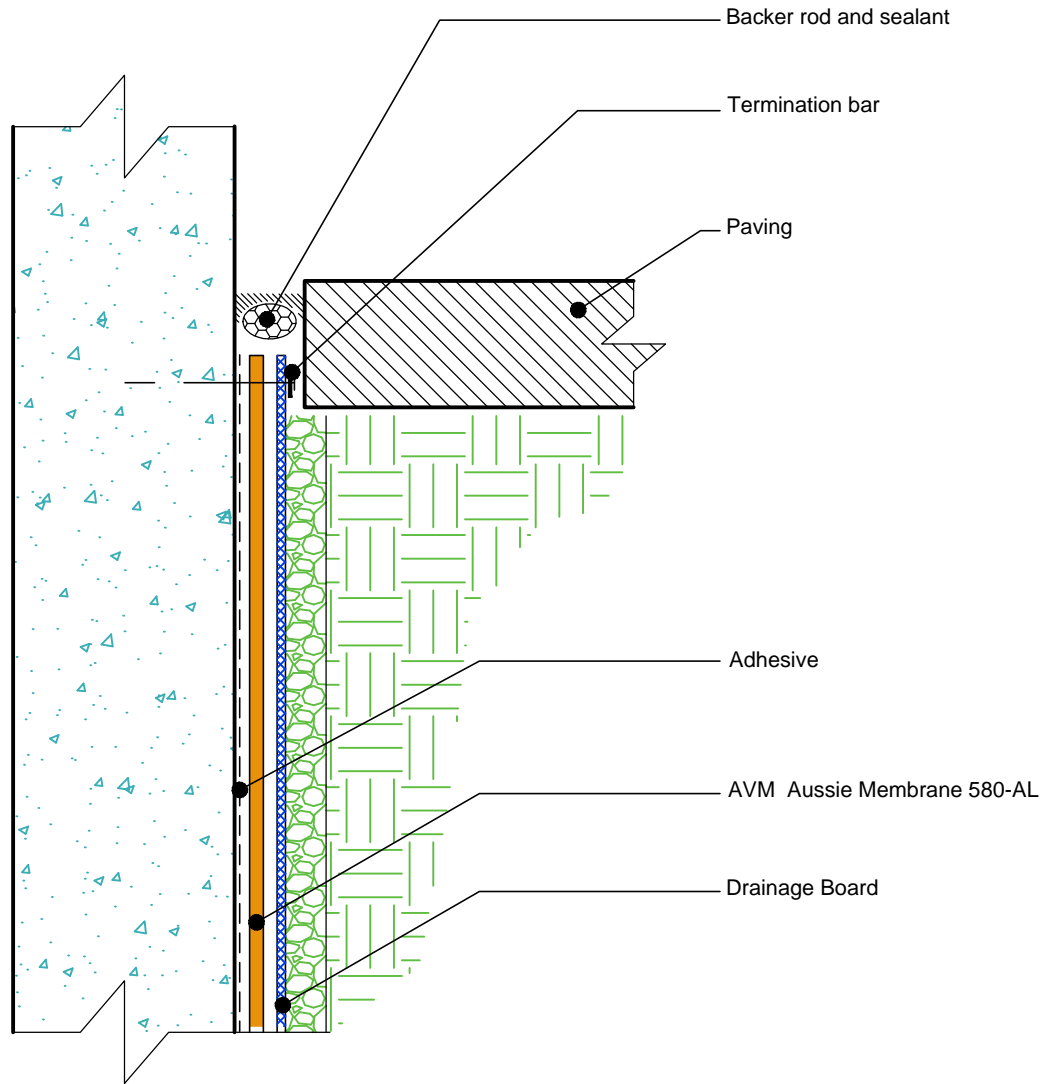 Backer rod and sealant
Termination bar
Paving
Adhesive
AVM Aussie Membrane 580-AL
Drainage Board